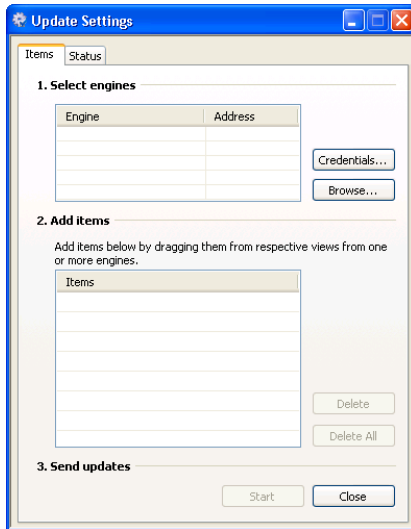 Update Settings
Items Status
1. Select engines
Engine Address
Credentials...
Browse...
2. Add items
Add items below by dragging them from respective views from one
or more engines.
Items
Delete
Delete All
3. Send updates
Start Close